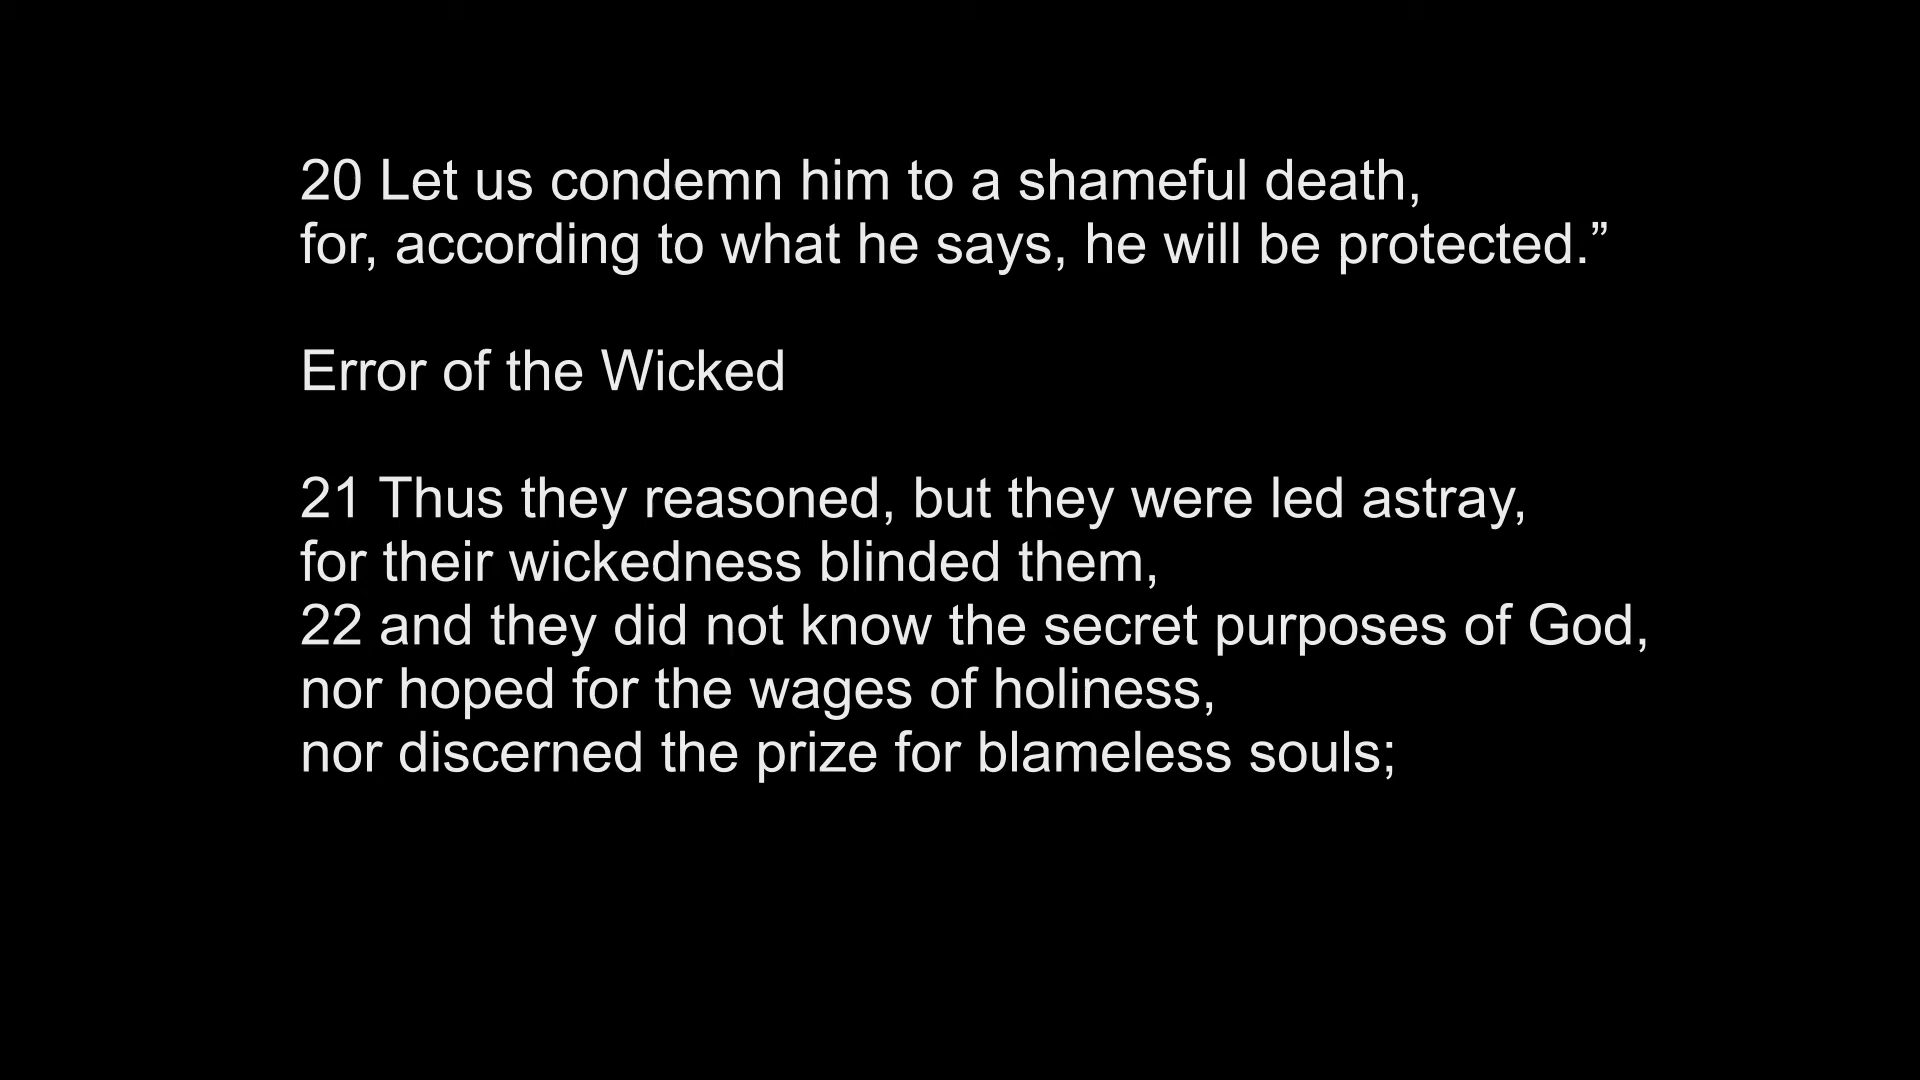 20 Let us condemn him to a shameful death,
for, according to what he says, he will be protected.”
Error of the Wicked
21 Thus they reasoned, but they were led astray,
for their wickedness blinded them,
22 and they did not know the secret purposes of God,
nor hoped for the wages of holiness,
nor discerned the prize for blameless souls;